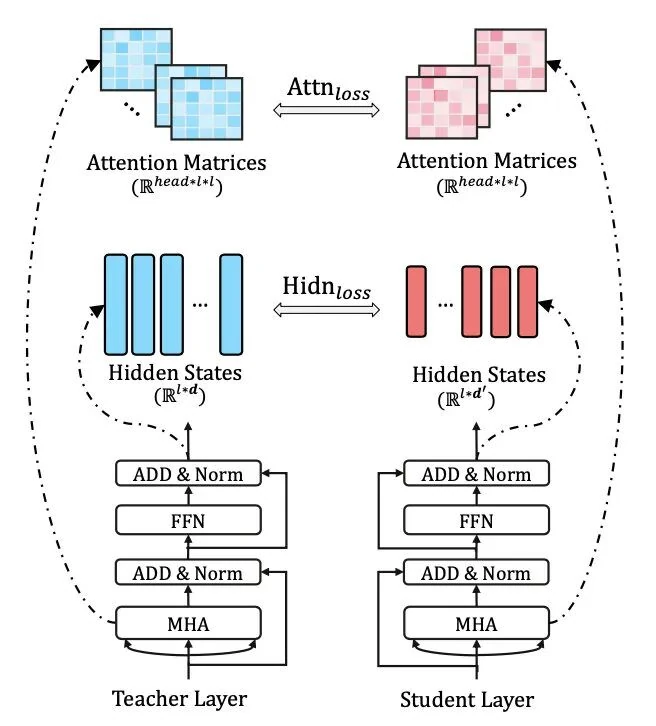 Attn_loss
Attention Matrices
(ℝ^{head*l*l})
Attention Matrices
(ℝ^{head*l*l})
...
...
Hidn_loss
...
...
Hidden States
(ℝ^{l*d})
Hidden States
(ℝ^{l*d′})
ADD & Norm
ADD & Norm
FFN
FFN
ADD & Norm
ADD & Norm
MHA
MHA
Teacher Layer
Student Layer